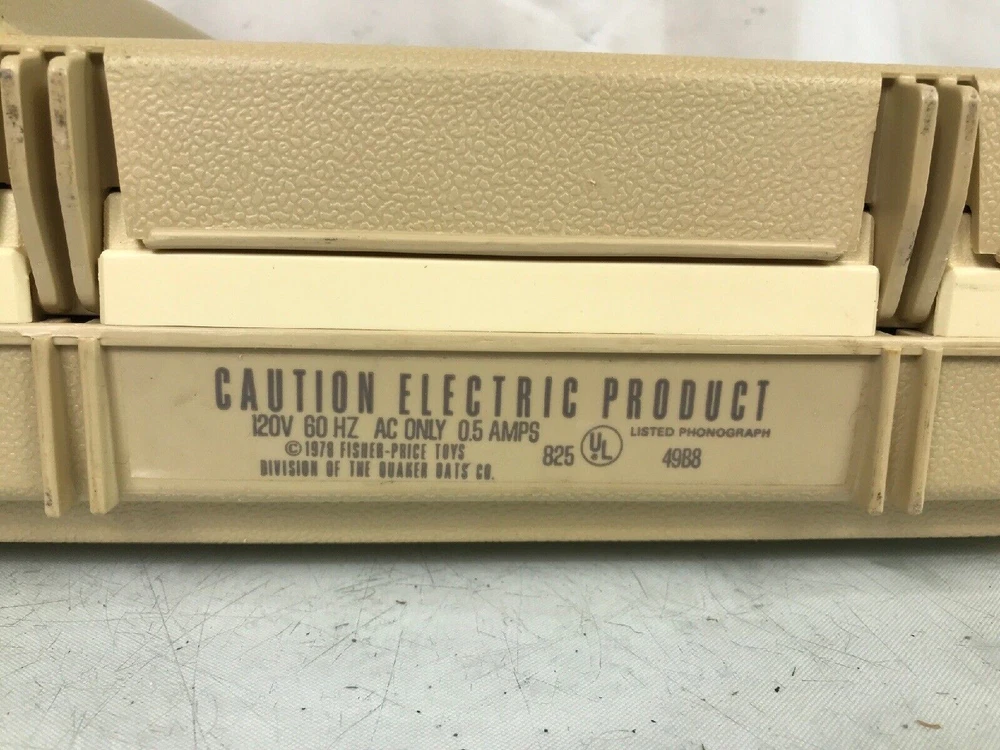 CAUTION ELECTRIC PRODUCT
120V 60 HZ AC ONLY 0.5 AMPS
©1978 FISHER-PRICE TOYS
DIVISION OF THE QUAKER OATS CO.
825 UL LISTED PHONOGRAPH
49B8